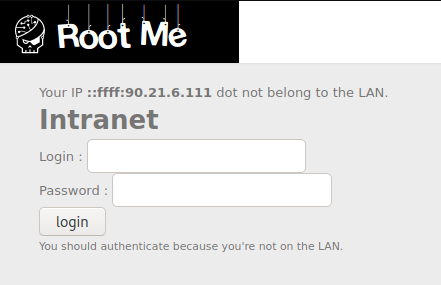 Root Me
Your IP ::ffff:90.21.6.111 dot not belong to the LAN.
Intranet
Login :
Password :
login
You should authenticate because you're not on the LAN.